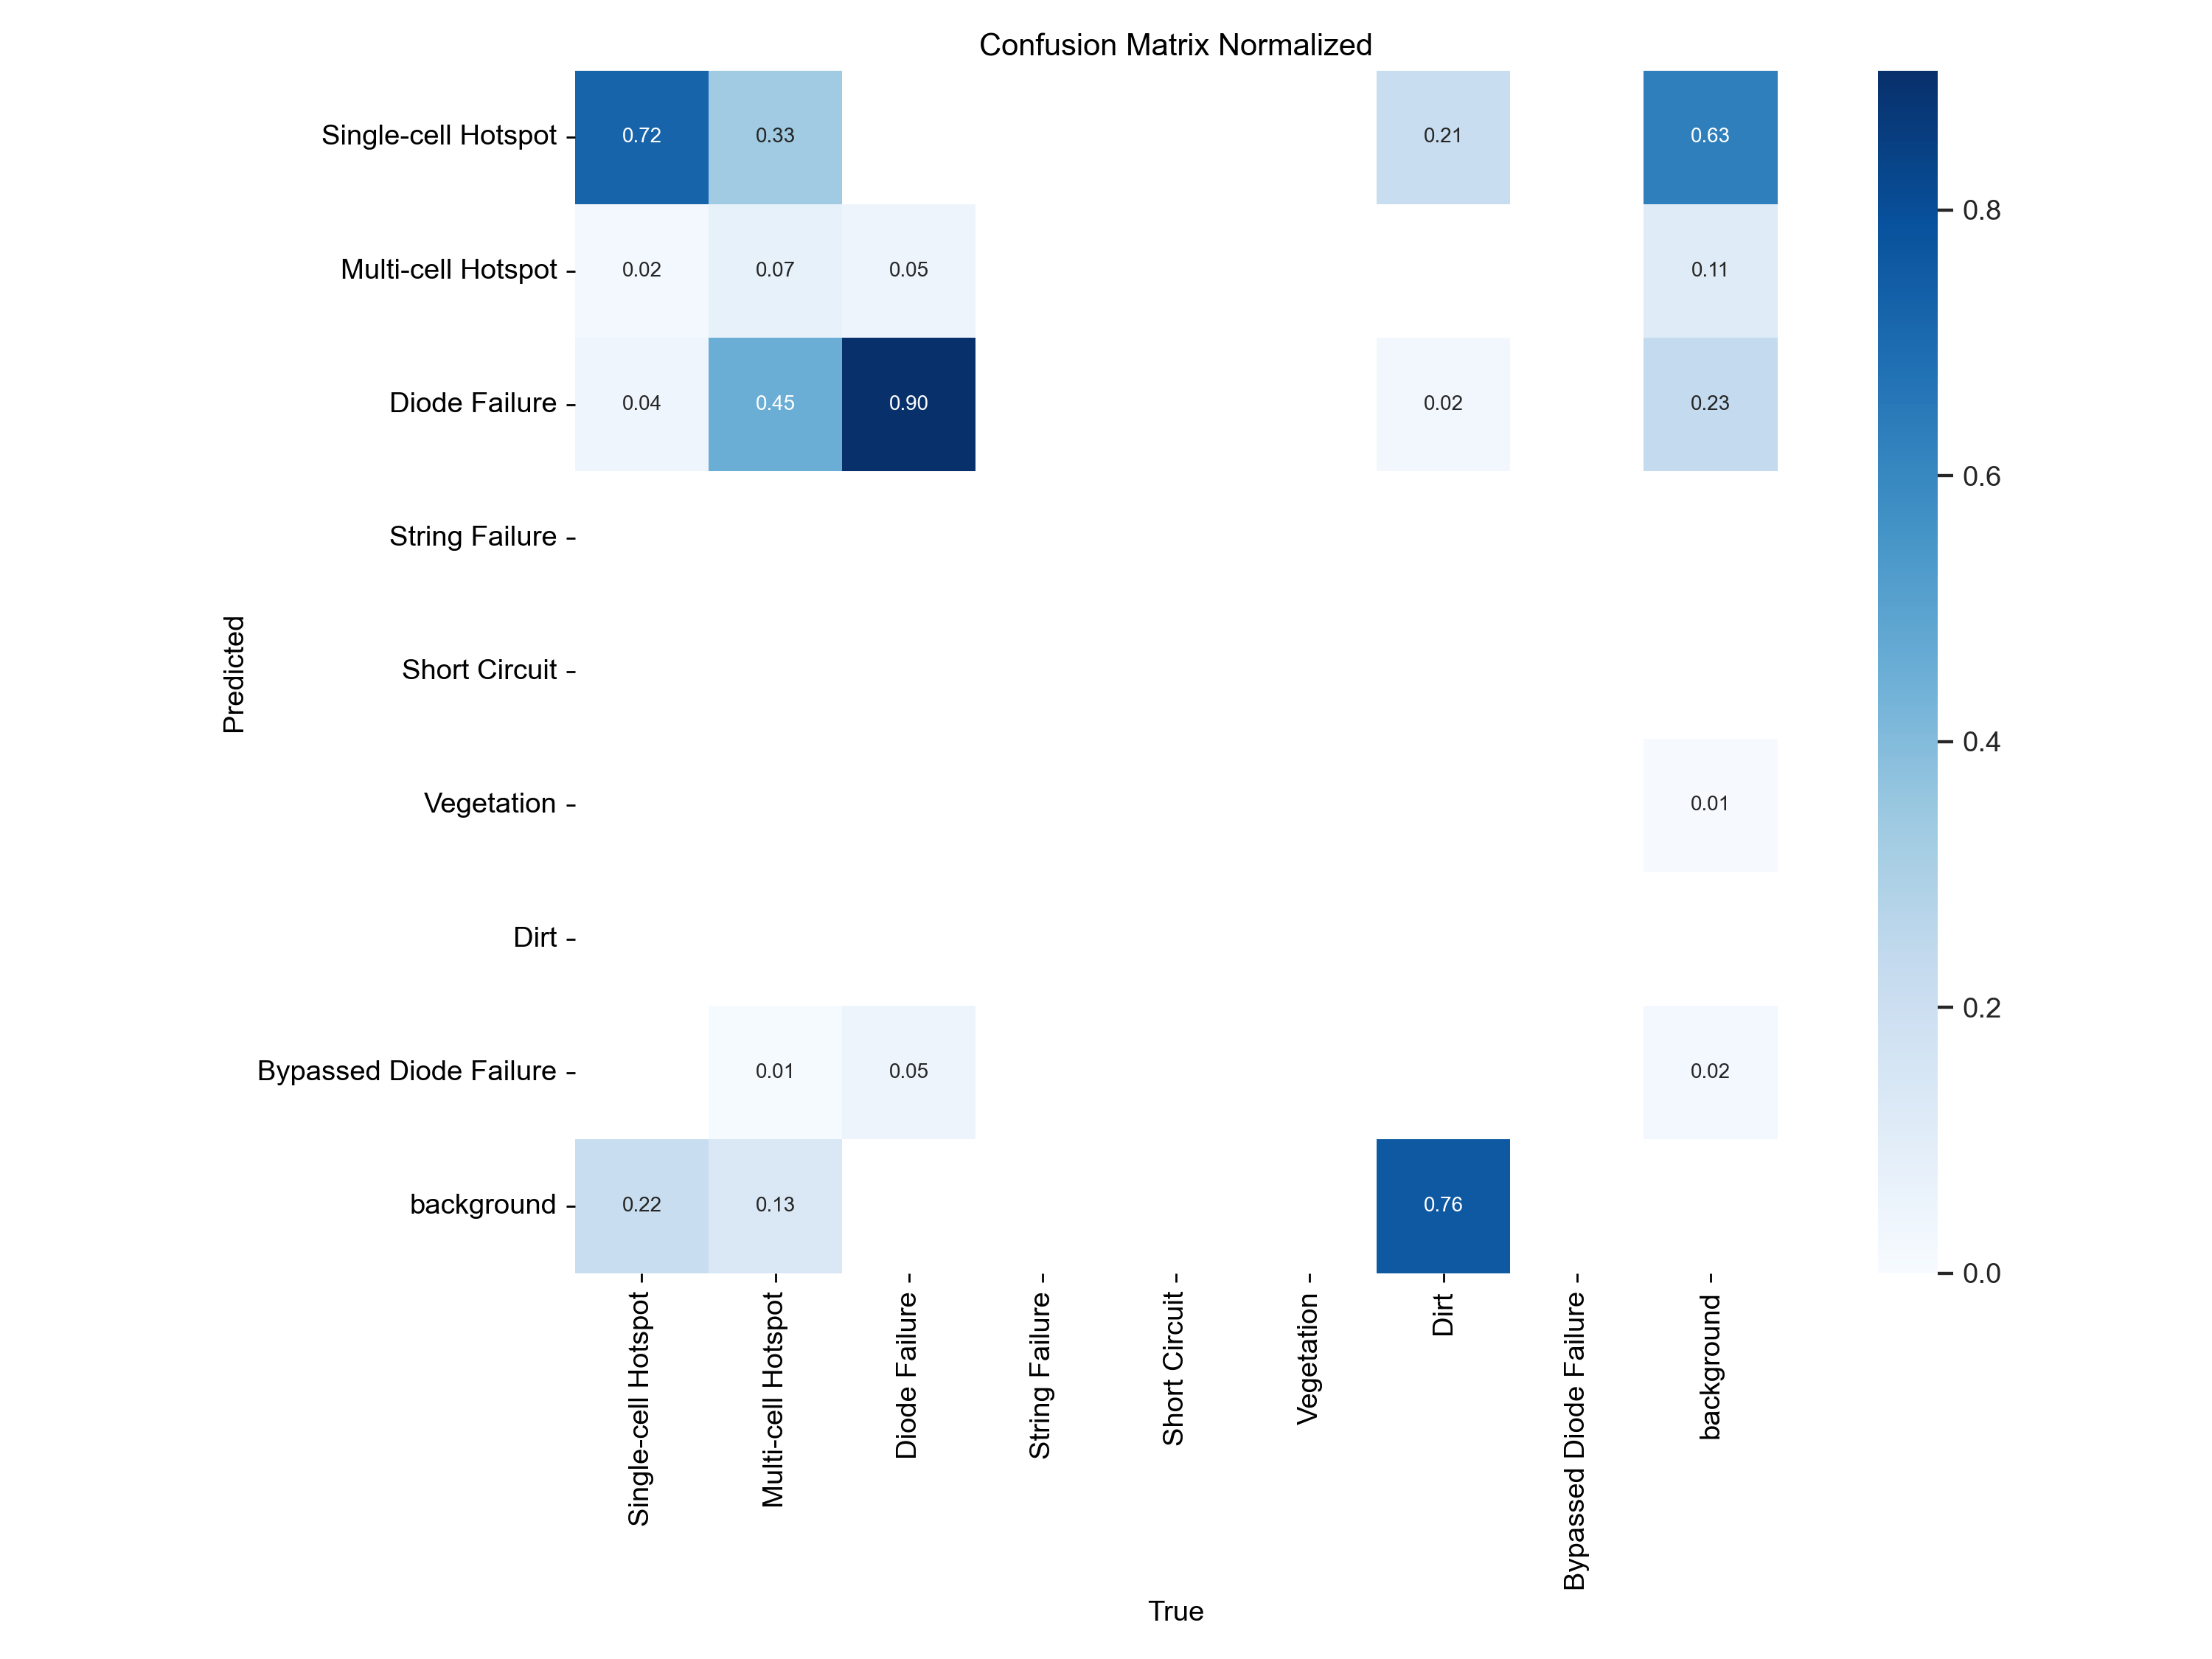 Confusion Matrix Normalized
Single-cell Hotspot 0.72 0.33 0.21 0.63
Multi-cell Hotspot 0.02 0.07 0.05 0.11
Diode Failure 0.04 0.45 0.90 0.02 0.23
String Failure
Short Circuit
Vegetation 0.01
Dirt
Bypassed Diode Failure 0.01 0.05 0.02
background 0.22 0.13 0.76
Predicted
Single-cell Hotspot
Multi-cell Hotspot
Diode Failure
String Failure
Short Circuit
Vegetation
Dirt
Bypassed Diode Failure
background
True
0.8
0.6
0.4
0.2
0.0